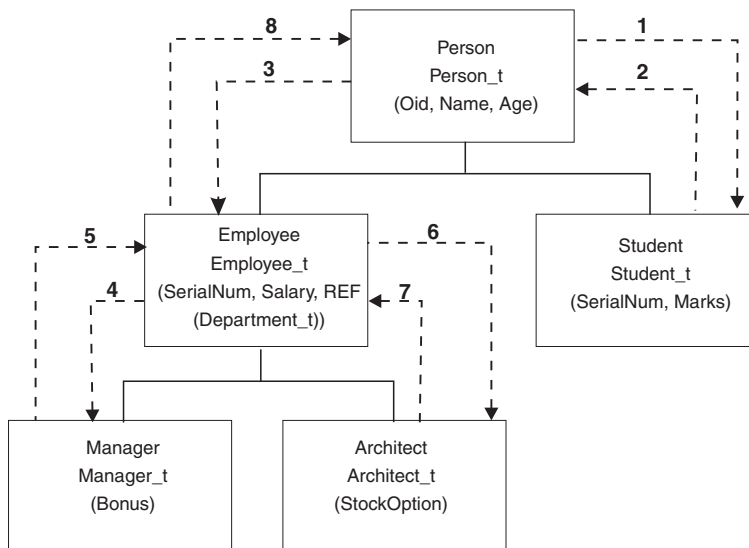 8
1
Person
Person_t
(Oid, Name, Age)
3
2
5
Employee
Employee_t
(SerialNum, Salary, REF
(Department_t))
6
Student
Student_t
(SerialNum, Marks)
4
7
Manager
Manager_t
(Bonus)
Architect
Architect_t
(StockOption)